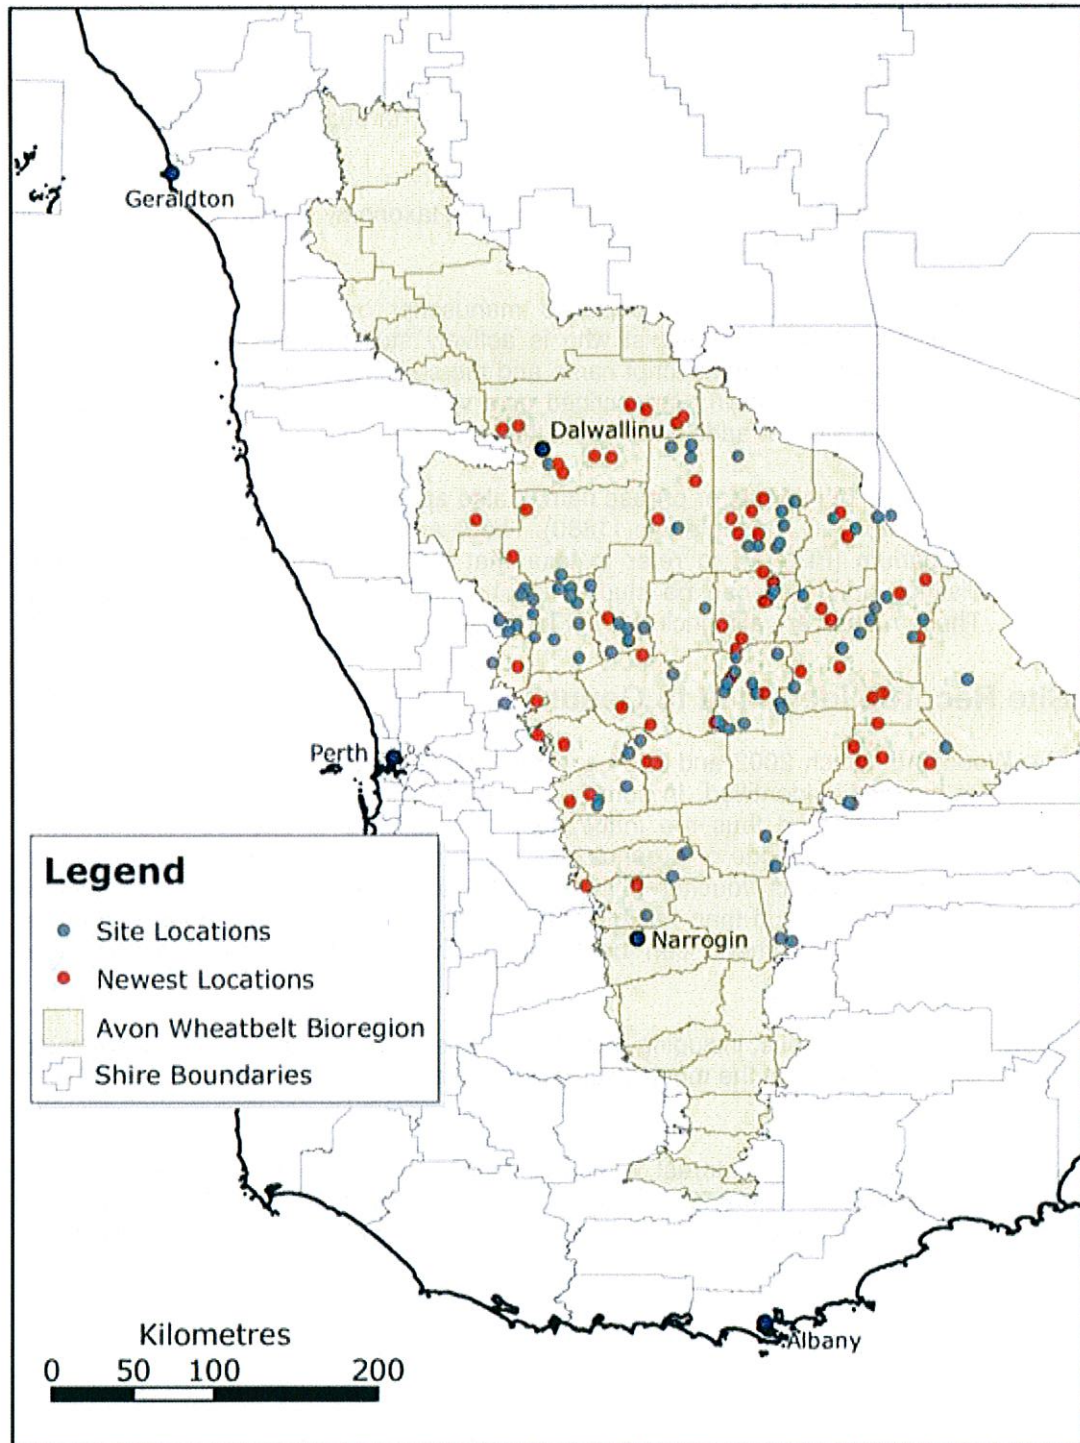 Geraldton
Dalwallinu
Perth
Legend
Site Locations
Newest Locations
Avon Wheatbelt Bioregion
Shire Boundaries
Narrogin
Kilometres
0 50 100 200
Albany